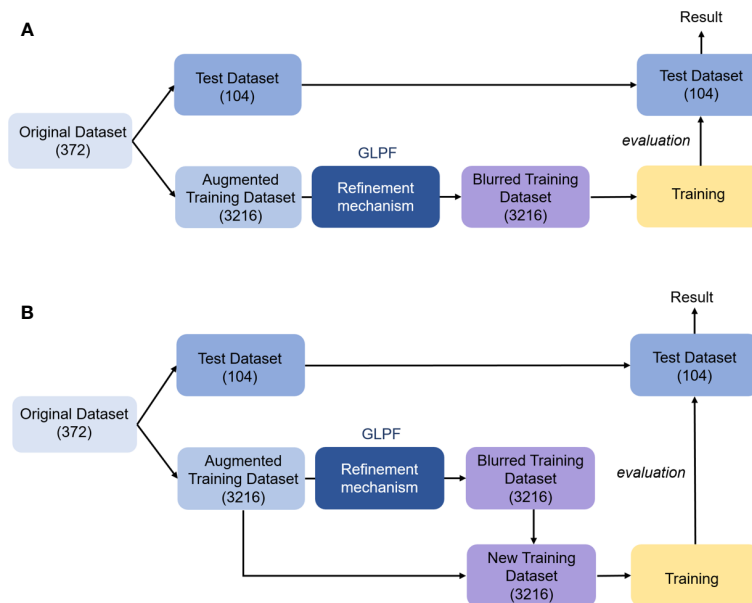 A
Result
Test Dataset
(104)
Test Dataset
(104)
Original Dataset
(372)
evaluation
GLPF
Augmented
Training Dataset
(3216)
Refinement
mechanism
Blurred Training
Dataset
(3216)
Training
B
Result
Test Dataset
(104)
Test Dataset
(104)
Original Dataset
(372)
GLPF
evaluation
Augmented
Training Dataset
(3216)
Refinement
mechanism
Blurred Training
Dataset
(3216)
New Training
Dataset
(3216)
Training